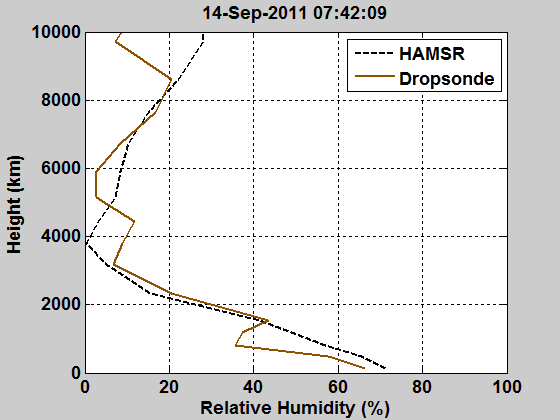 14-Sep-2011 07:42:09
HAMSR
Dropsonde
10000
8000
6000
4000
2000
0
Height (km)
0 20 40 60 80 100
Relative Humidity (%)